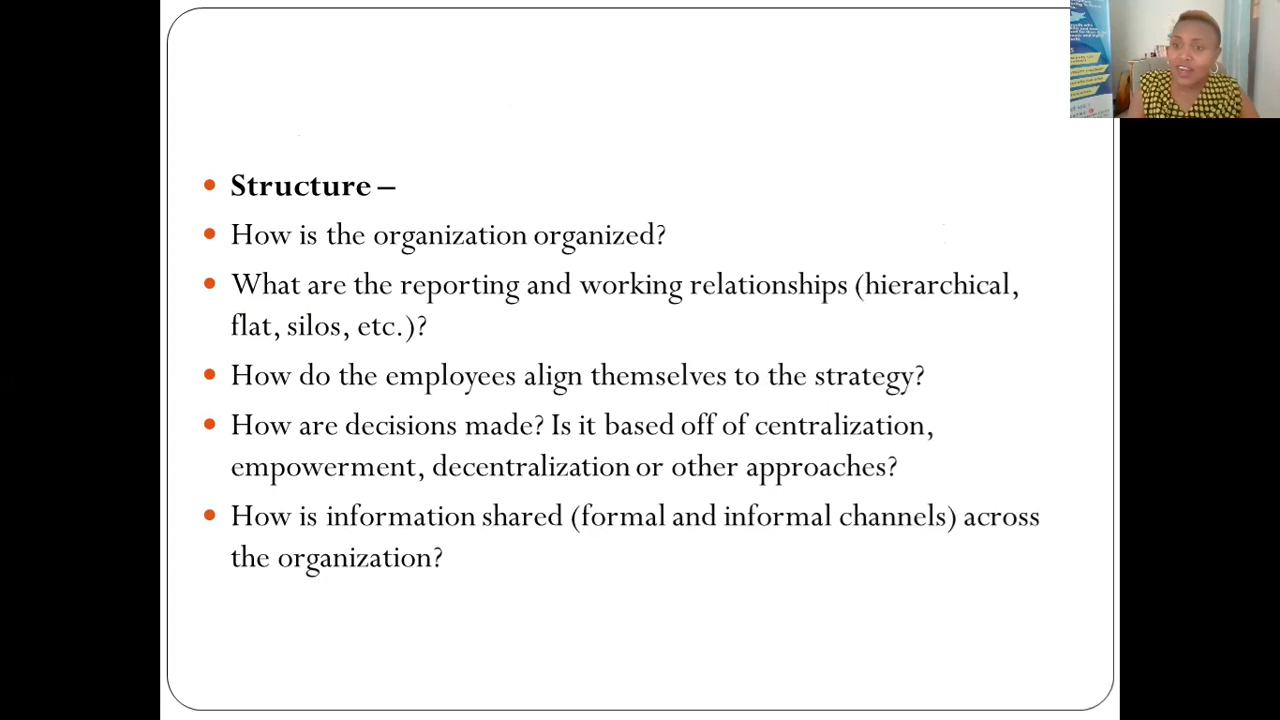 • Structure –
• How is the organization organized?
• What are the reporting and working relationships (hierarchical,
flat, silos, etc.)?
• How do the employees align themselves to the strategy?
• How are decisions made? Is it based off of centralization,
empowerment, decentralization or other approaches?
• How is information shared (formal and informal channels) across
the organization?